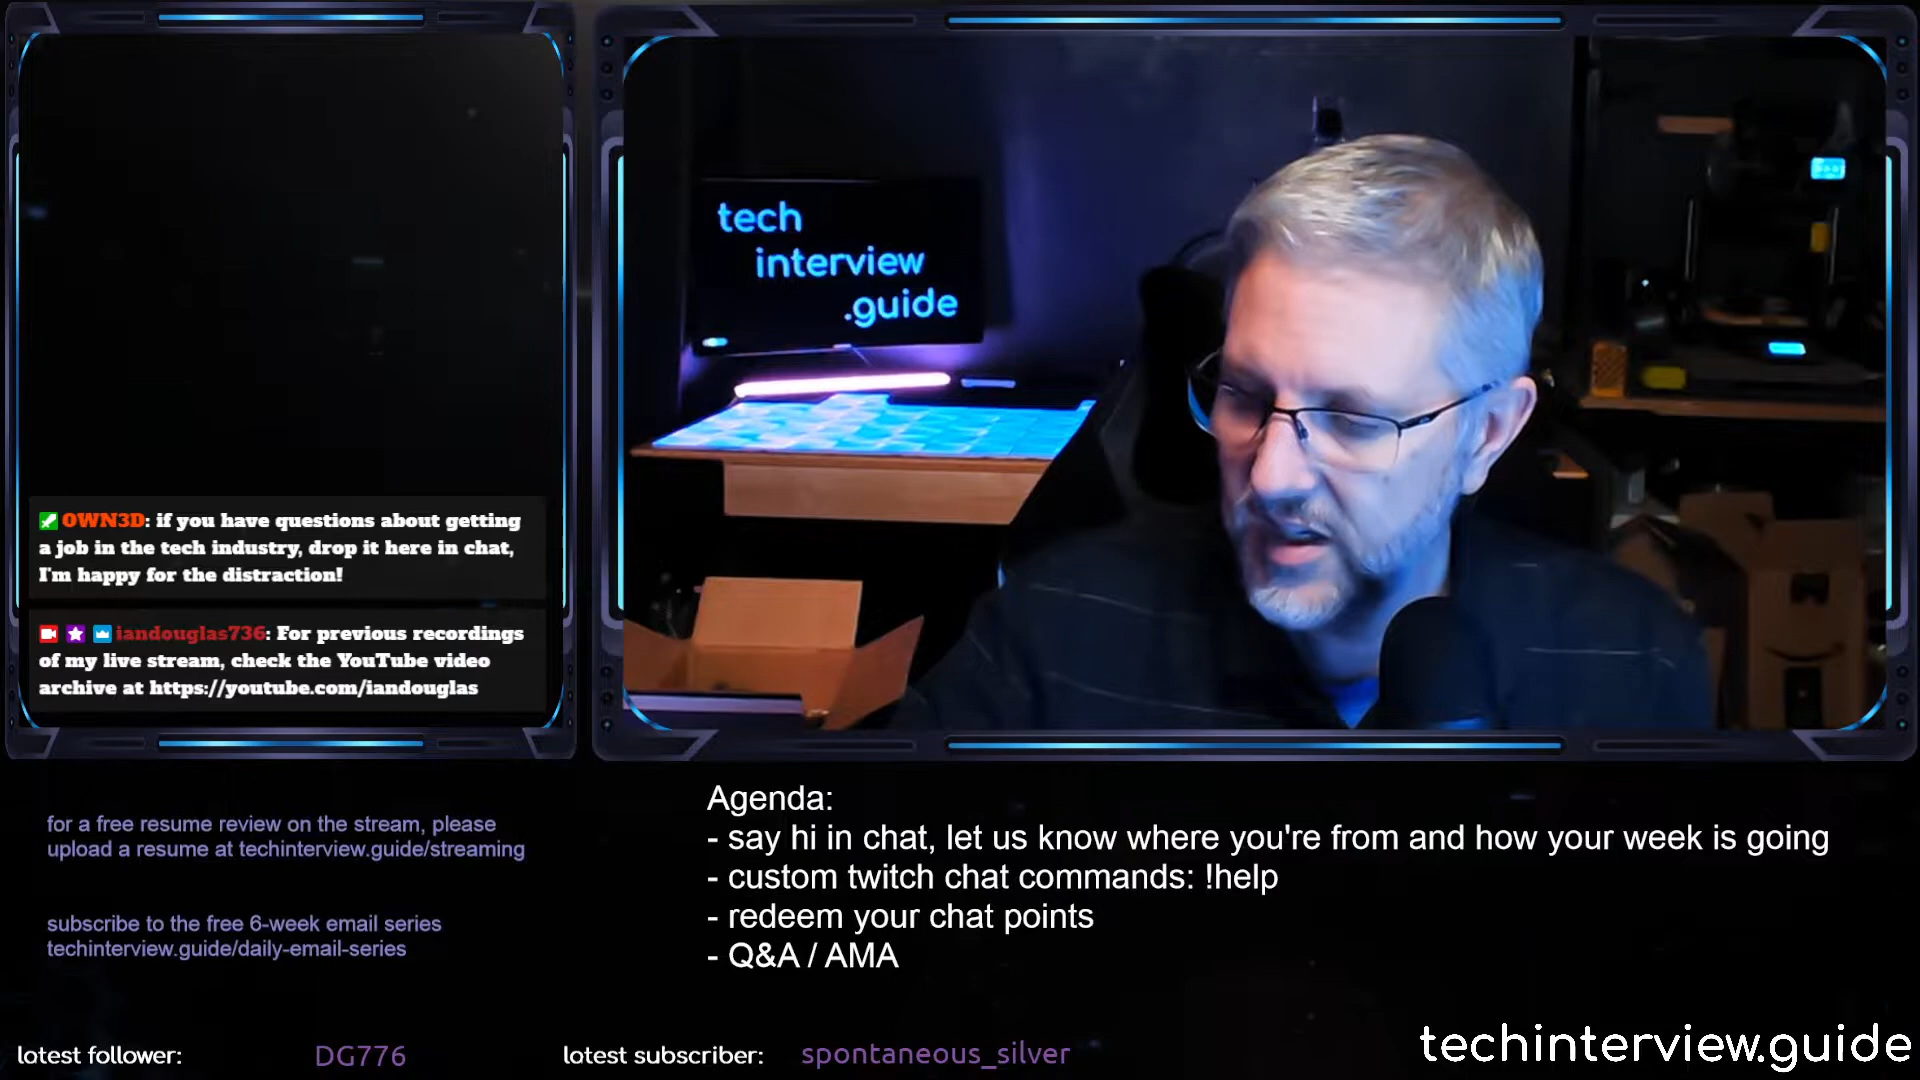 tech
interview
.guide
OWN3D: if you have questions about getting
a job in the tech industry, drop it here in chat,
I'm happy for the distraction!
iandouglas736: For previous recordings
of my live stream, check the YouTube video
archive at https://youtube.com/iandouglas
for a free resume review on the stream, please
upload a resume at techinterview.guide/streaming
subscribe to the free 6-week email series
techinterview.guide/daily-email-series
Agenda:
- say hi in chat, let us know where you're from and how your week is going
- custom twitch chat commands: !help
- redeem your chat points
- Q&A / AMA
latest follower: DG776
latest subscriber: spontaneous_silver
techinterview.guide